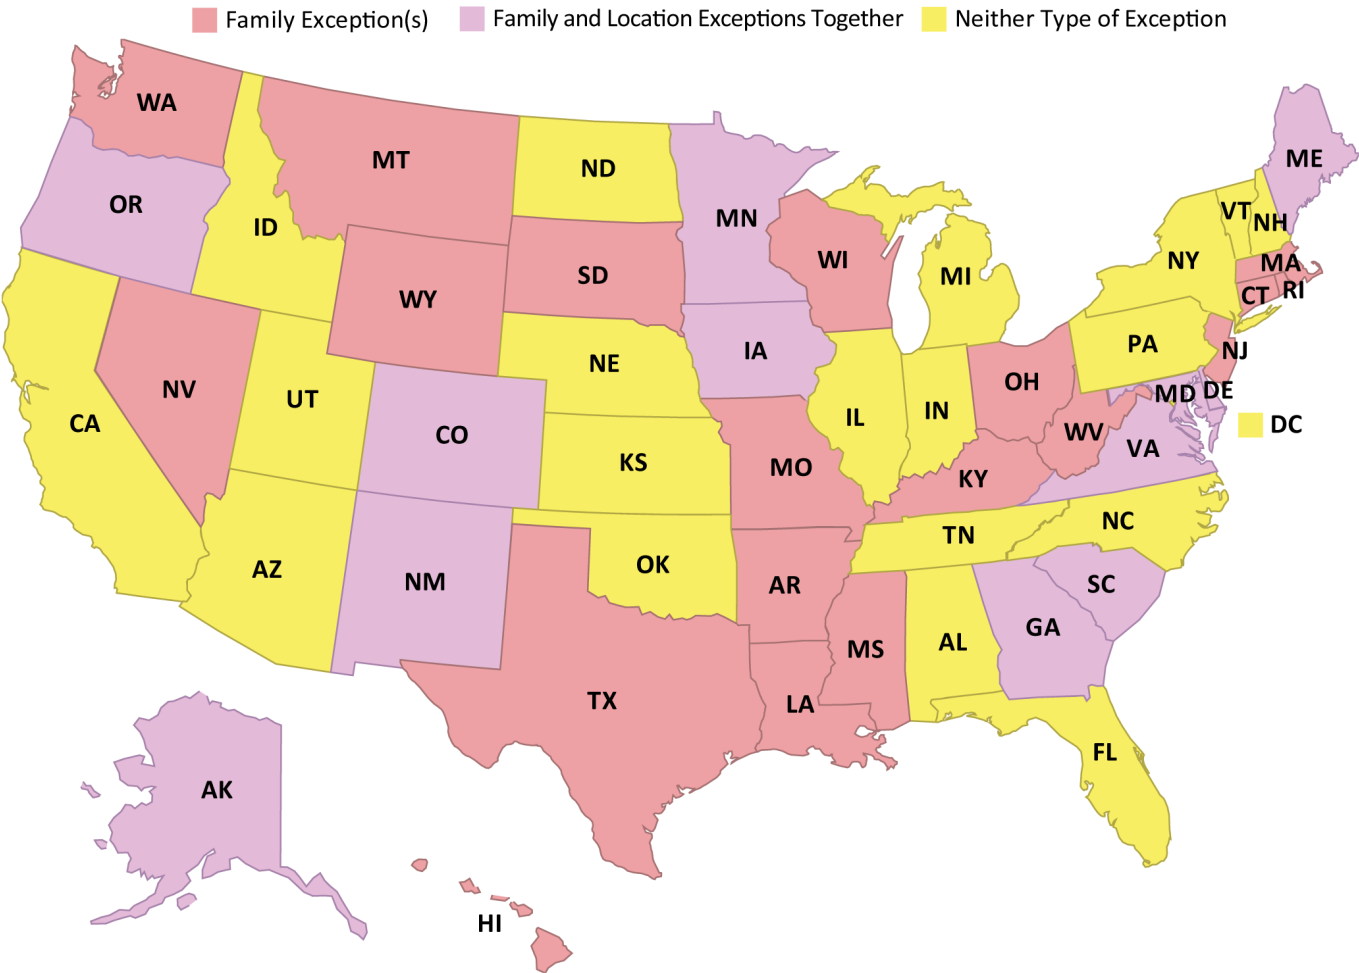 Family Exception(s) Family and Location Exceptions Together Neither Type of Exception
WA
MT
ND
ME
OR
ID
MN
VT
NH
WI
NY
MA
SD
MI
WY
CT
RI
IA
PA
NJ
NE
OH
NV
UT
MD
DE
IN
IL
CA
CO
WV
DC
VA
KS
MO
KY
NC
TN
OK
AZ
NM
AR
SC
GA
AL
MS
TX
LA
FL
AK
HI